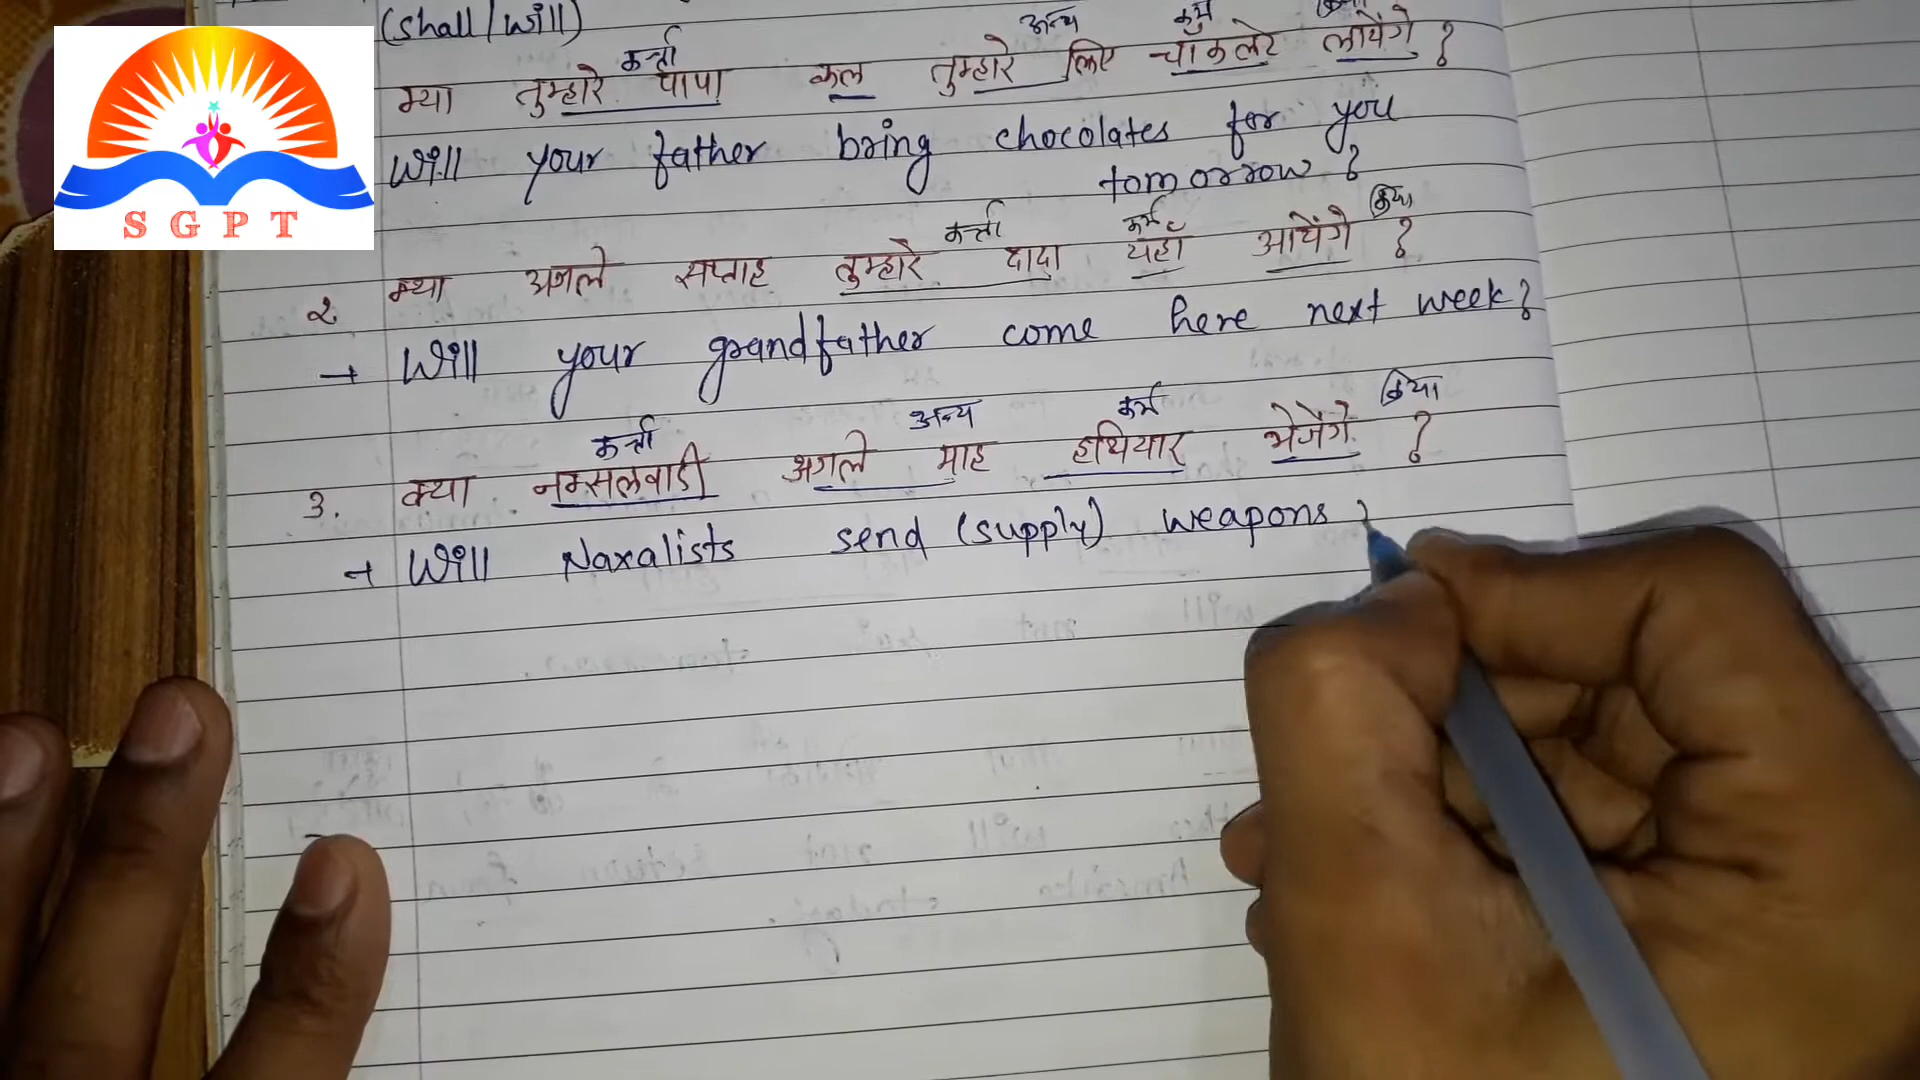 (Shall/Will)
कर्त्ता अन्य कर्म
क्या तुम्हारे पापा कल तुम्हारे लिए चॉकलेट लायेंगे ?
Will your father bring chocolates for you
tomorrow ?
कर्त्ता कर्म क्रिया
२ क्या अगले सप्ताह तुम्हारे दादा यहाँ आयेंगे ?
→ Will your grandfather come here next week?
कर्त्ता अन्य कर्म क्रिया
3. क्या नक्सलवादी अगले माह हथियार भेजेंगे ?
→ Will Naxalists send (supply) weapons
SGPT